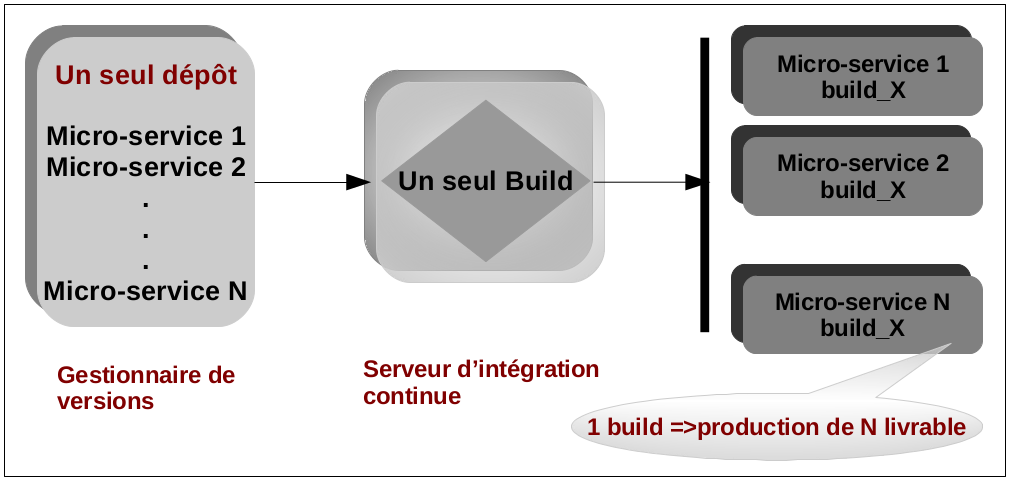 Un seul dépôt
Micro-service 1
Micro-service 2
.
.
.
Micro-service N
Gestionnaire de
versions
Un seul Build
Serveur d’intégration
continue
Micro-service 1
build_X
Micro-service 2
build_X
Micro-service N
build_X
1 build =>production de N livrable